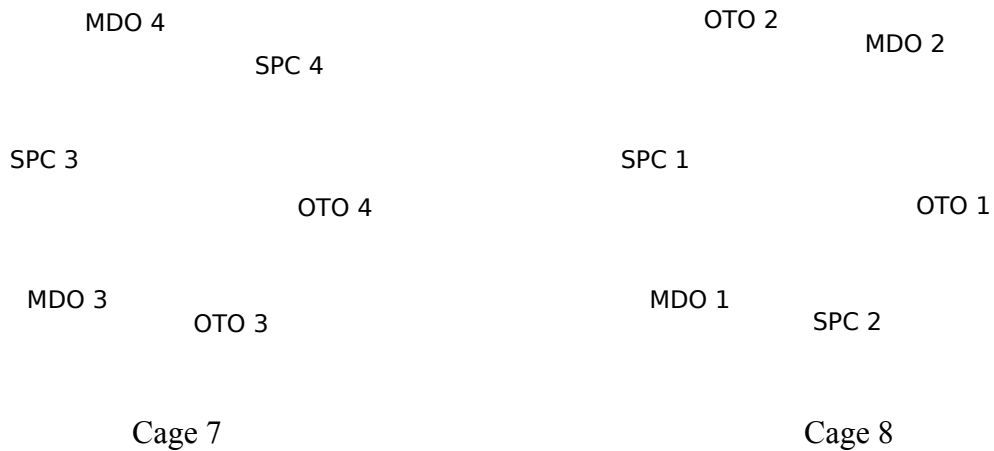 MDO 4
SPC 4
SPC 3
OTO 4
MDO 3
OTO 3
Cage 7
OTO 2
MDO 2
SPC 1
OTO 1
MDO 1
SPC 2
Cage 8